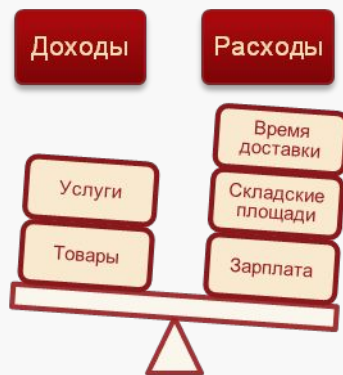 Доходы
Расходы
Время
доставки
Услуги
Складские
площади
Товары
Зарплата